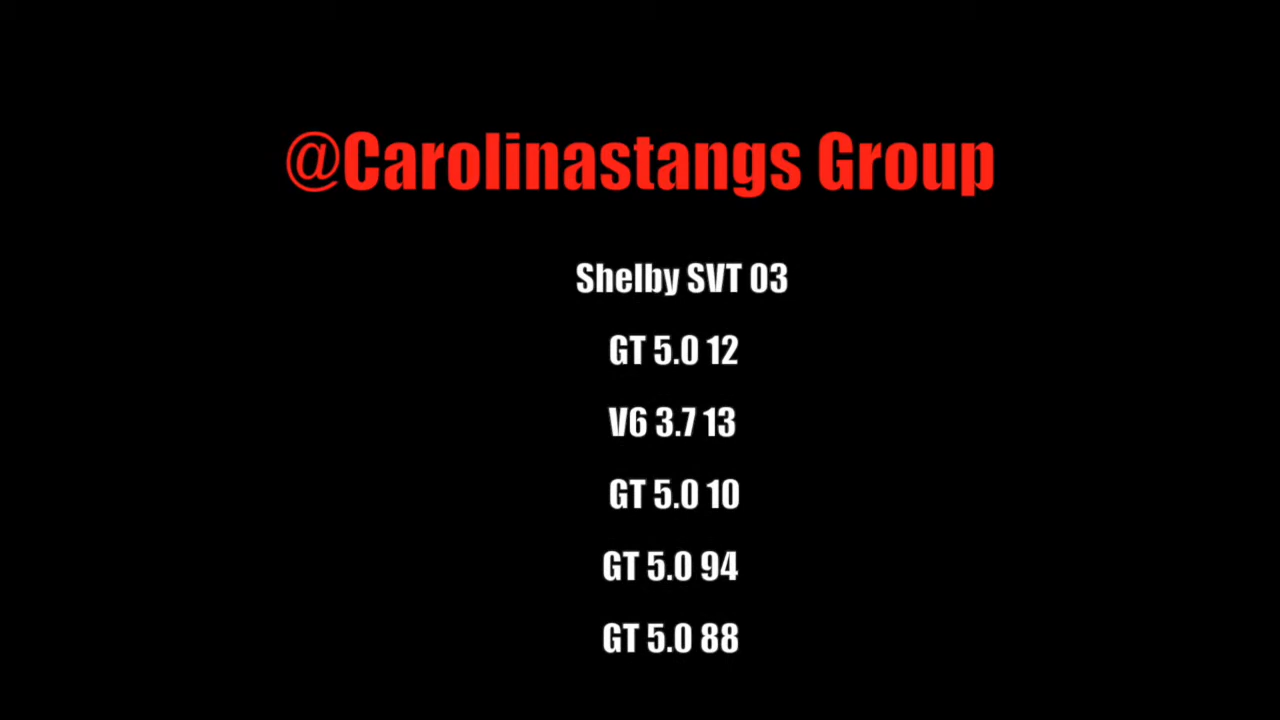 @Carolinastangs Group
Shelby SVT 03
GT 5.0 12
V6 3.7 13
GT 5.0 10
GT 5.0 94
GT 5.0 88